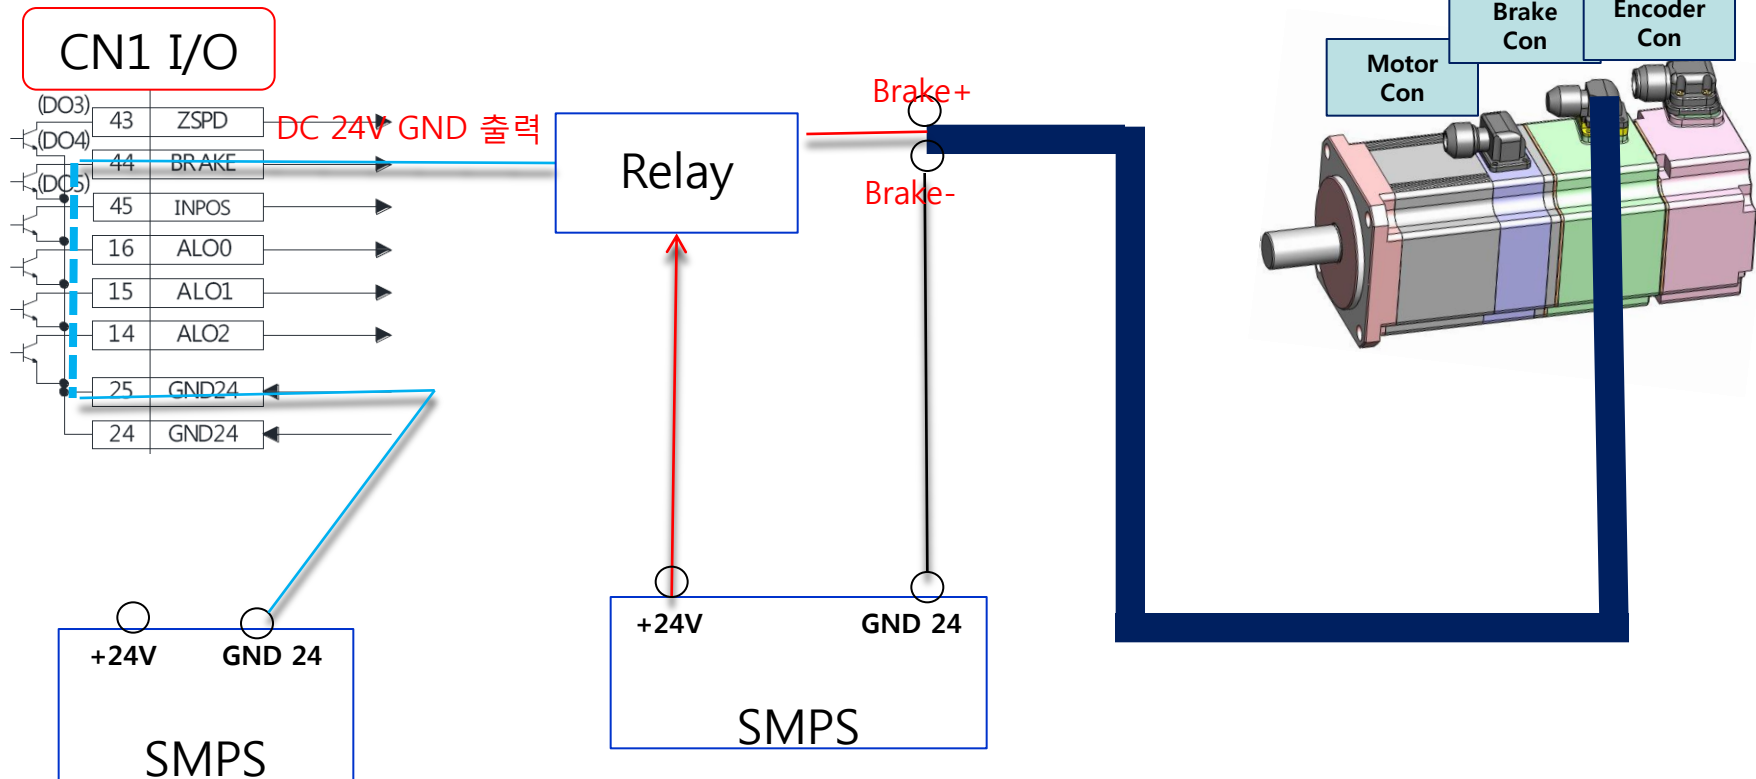 CN1 I/O
(DO3)
43 ZSPD
(DO4)
DC 24V GND 출력
44 BRAKE
(DO5)
45 INPOS
16 ALO0
15 ALO1
14 ALO2
25 GND24
24 GND24
+24V GND 24
SMPS
Relay
Brake+
Brake-
+24V GND 24
SMPS
Motor
Con
Brake
Con
Encoder
Con